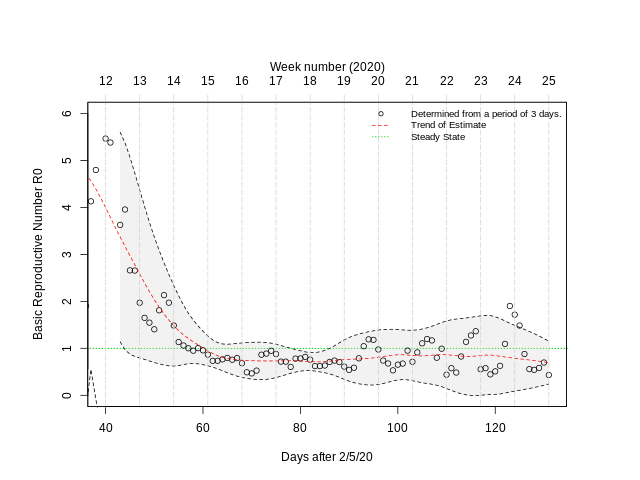 Week number (2020)
12 13 14 15 16 17 18 19 20 21 22 23 24 25
Determined from a period of 3 days.
Trend of Estimate
Steady State
Basic Reproductive Number R0
6
5
4
3
2
1
0
40 60 80 100 120
Days after 2/5/20